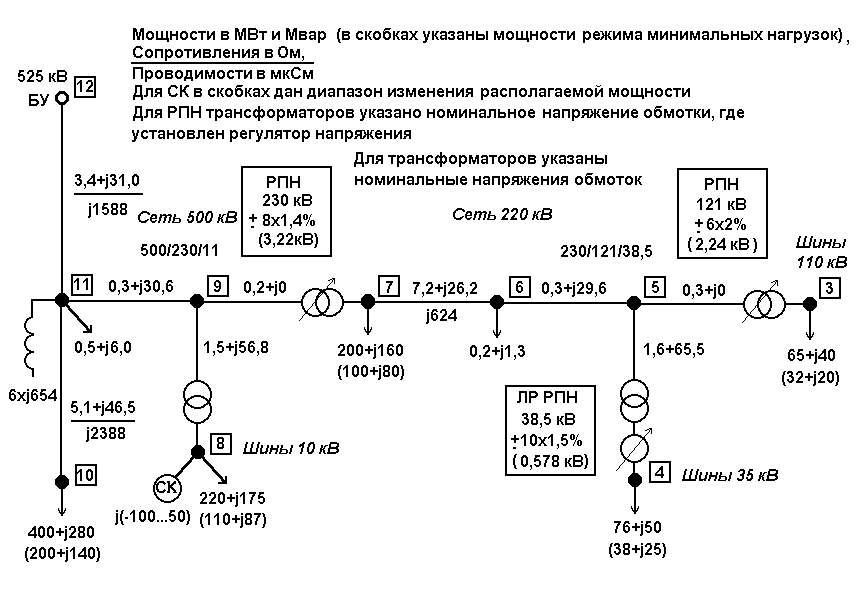 Мощности в МВт и Мвар (в скобках указаны мощности режима минимальных нагрузок),
Сопротивления в Ом,
Проводимости в мкСм
Для СК в скобках дан диапазон изменения располагаемой мощности
Для РПН трансформаторов указано номинальное напряжение обмотки, где
установлен регулятор напряжения
Для трансформаторов указаны
номинальные напряжения обмоток
525 кВ
12
БУ
3,4+j31,0
j1588
Сеть 500 кВ
500/230/11
РПН
230 кВ
± 8х1,4%
(3,22кВ)
Сеть 220 кВ
230/121/38,5
РПН
121 кВ
± 6х2%
( 2,24 кВ )
Шины
110 кВ
11
0,3+j30,6
9
0,2+j0
7
7,2+j26,2
j624
6
0,3+j29,6
5
0,3+j0
3
0,5+j6,0
1,5+j56,8
200+j160
(100+j80)
0,2+j1,3
1,6+65,5
65+j40
(32+j20)
6хj654
5,1+j46,5
j2388
ЛР РПН
38,5 кВ
±10х1,5%
( 0,578 кВ)
8
Шины 10 кВ
10
СК
4
Шины 35 кВ
j(-100...50)
220+j175
(110+j87)
400+j280
(200+j140)
76+j50
(38+j25)